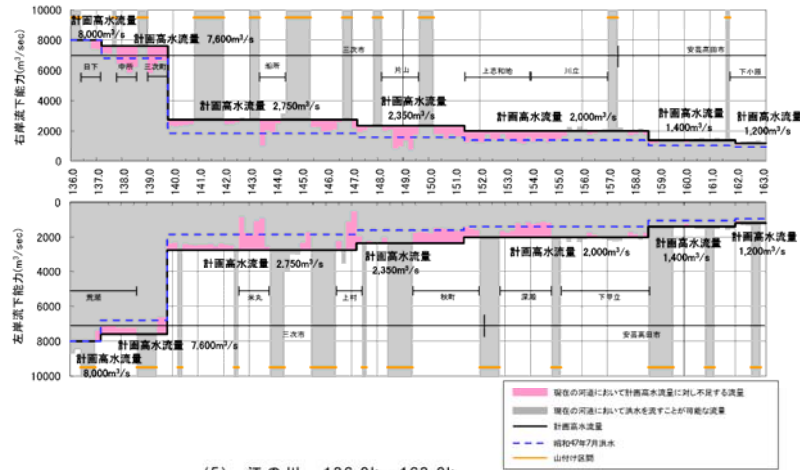 計画高水流量
8,000m³/s
計画高水流量 7,600m³/s
三次市
安芸高田市
日下
中所
三次町
船所
片山
上志和地
川立
下小原
計画高水流量 2,750m³/s
計画高水流量
2,350m³/s
計画高水流量 2,000m³/s
計画高水流量
1,400m³/s
計画高水流量
1,200m³/s
右岸流下能力(m³/sec)
10000
8000
6000
4000
2000
0
136.0
137.0
138.0
139.0
140.0
141.0
142.0
143.0
144.0
145.0
146.0
147.0
148.0
149.0
150.0
151.0
152.0
153.0
154.0
155.0
156.0
157.0
158.0
159.0
160.0
161.0
162.0
163.0
左岸流下能力(m³/sec)
0
2000
4000
6000
8000
10000
計画高水流量 2,750m³/s
計画高水流量
2,350m³/s
計画高水流量 2,000m³/s
計画高水流量
1,400m³/s
計画高水流量
1,200m³/s
荒瀬
米丸
上村
秋町
深瀬
下甲立
三次市
安芸高田市
計画高水流量 7,600m³/s
計画高水流量
8,000m³/s
現在の河道において計画高水流量に対し不足する流量
現在の河道において洪水を流すことが可能な流量
計画高水流量
昭和47年7月洪水
山付け区間